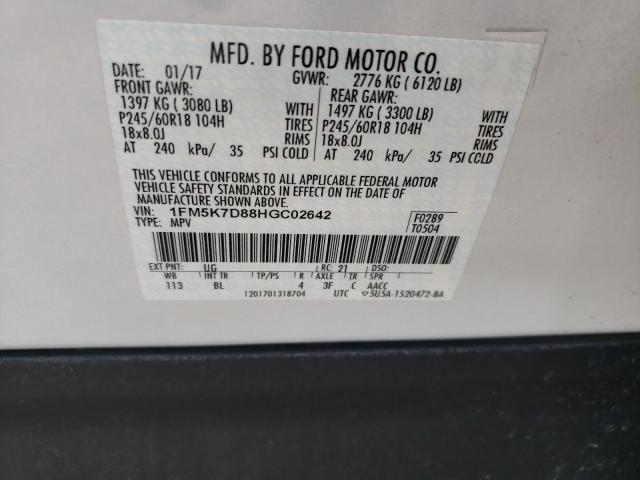 MFD. BY FORD MOTOR CO.
DATE: 01/17 GVWR: 2776 KG ( 6120 LB)
FRONT GAWR: REAR GAWR:
1397 KG ( 3080 LB) WITH 1497 KG ( 3300 LB) WITH
P245/60R18 104H TIRES P245/60R18 104H TIRES
18x8.0J RIMS 18x8.0J RIMS
AT 240 kPa/ 35 PSI COLD AT 240 kPa/ 35 PSI COLD
THIS VEHICLE CONFORMS TO ALL APPLICABLE FEDERAL MOTOR
VEHICLE SAFETY STANDARDS IN EFFECT ON THE DATE OF
MANUFACTURE SHOWN ABOVE.
VIN: 1FM5K7D88HGC02642 F0289
TYPE: MPV T0504
EXT PNT: UG RC: 21 DSO:
WB INT TR TP/PS R AXLE TR SPR
113 BL 4 3F C AACC
1201701318704 UTC ▽5U5A-1520472-BA